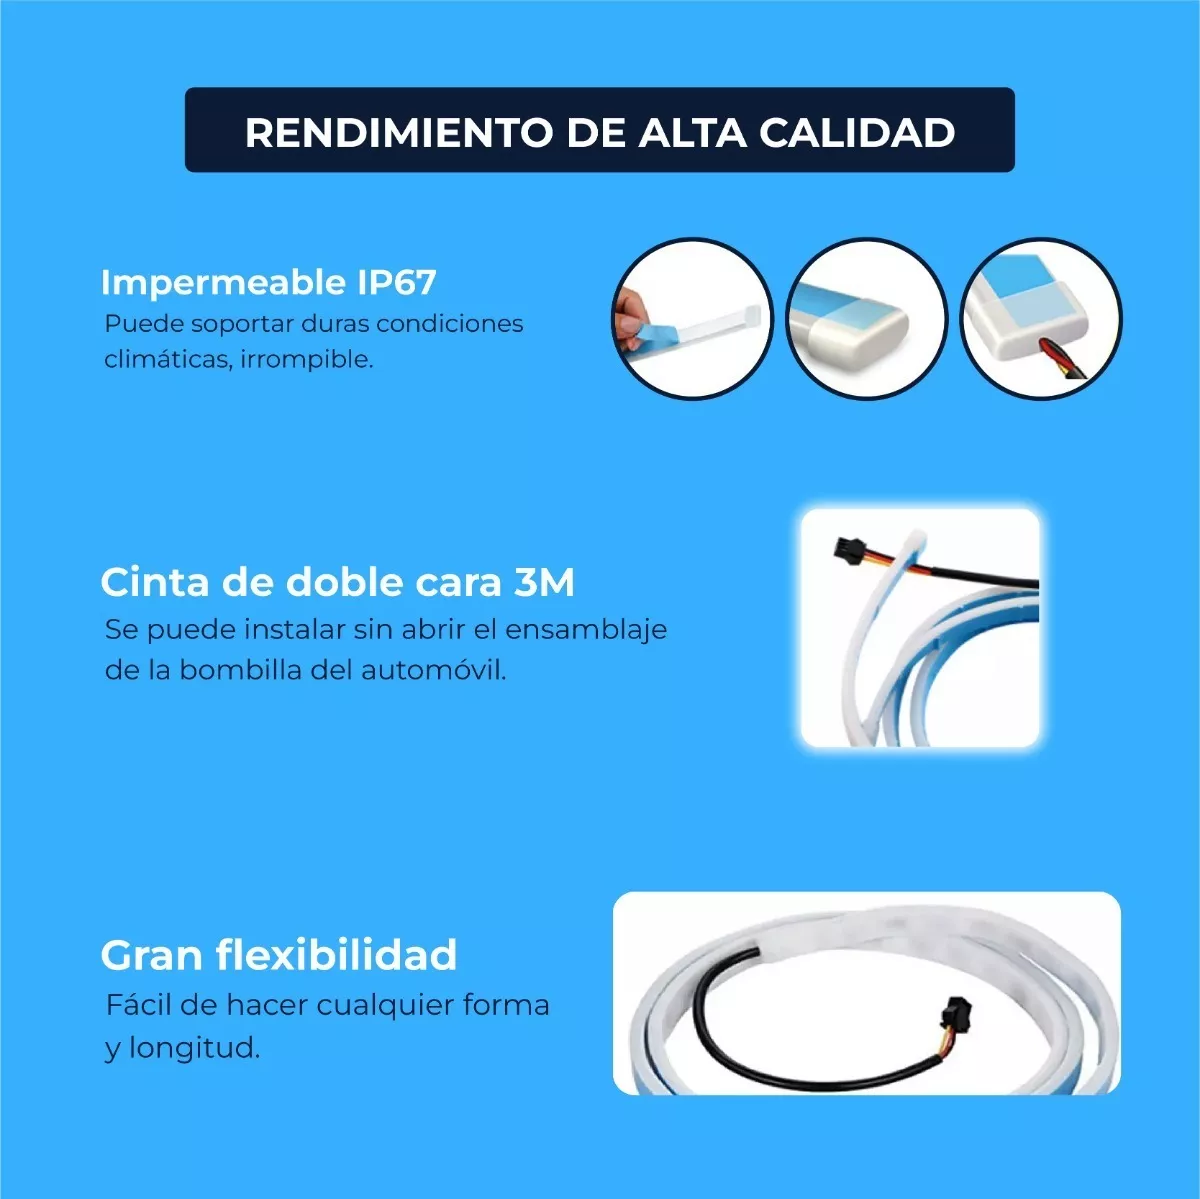 RENDIMIENTO DE ALTA CALIDAD
Impermeable IP67
Puede soportar duras condiciones
climáticas, irrompible.
Cinta de doble cara 3M
Se puede instalar sin abrir el ensamblaje
de la bombilla del automóvil.
Gran flexibilidad
Fácil de hacer cualquier forma
y longitud.